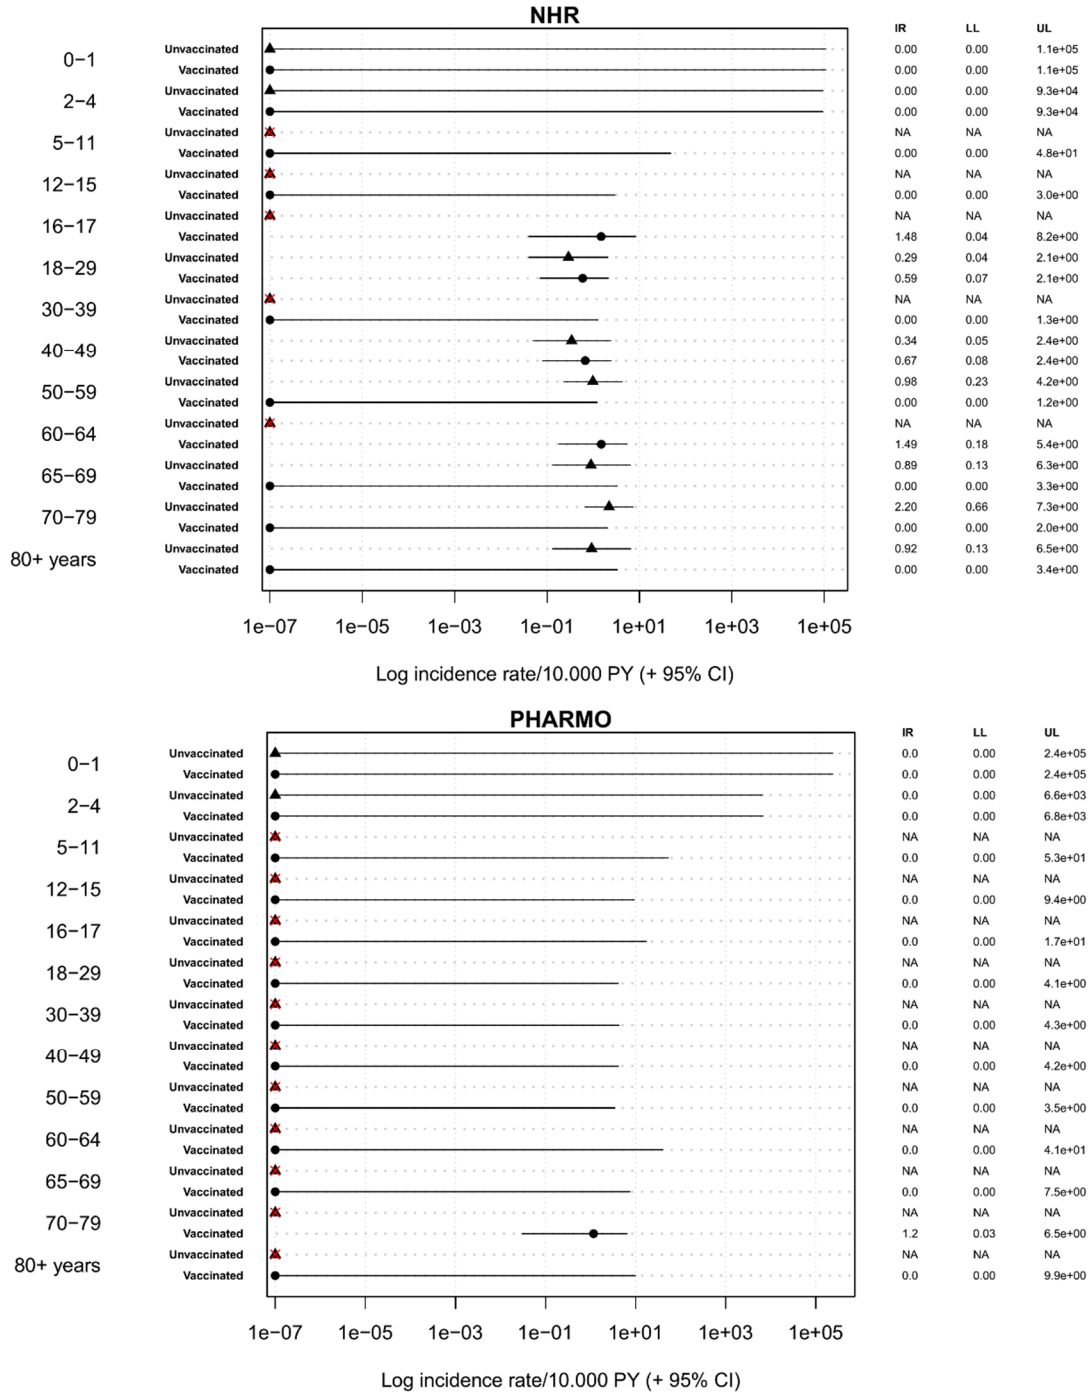 NHR
IR LL UL
0−1
Unvaccinated 0.00 0.00 1.1e+05
Vaccinated 0.00 0.00 1.1e+05
2−4
Unvaccinated 0.00 0.00 9.3e+04
Vaccinated 0.00 0.00 9.3e+04
5−11
Unvaccinated NA NA NA
Vaccinated 0.00 0.00 4.8e+01
12−15
Unvaccinated NA NA NA
Vaccinated 0.00 0.00 3.0e+00
16−17
Unvaccinated NA NA NA
Vaccinated 1.48 0.04 8.2e+00
18−29
Unvaccinated 0.29 0.04 2.1e+00
Vaccinated 0.59 0.07 2.1e+00
30−39
Unvaccinated NA NA NA
Vaccinated 0.00 0.00 1.3e+00
40−49
Unvaccinated 0.34 0.05 2.4e+00
Vaccinated 0.67 0.08 2.4e+00
50−59
Unvaccinated 0.98 0.23 4.2e+00
Vaccinated 0.00 0.00 1.2e+00
60−64
Unvaccinated NA NA NA
Vaccinated 1.49 0.18 5.4e+00
65−69
Unvaccinated 0.89 0.13 6.3e+00
Vaccinated 0.00 0.00 3.3e+00
70−79
Unvaccinated 2.20 0.66 7.3e+00
Vaccinated 0.00 0.00 2.0e+00
80+ years
Unvaccinated 0.92 0.13 6.5e+00
Vaccinated 0.00 0.00 3.4e+00
1e−07 1e−05 1e−03 1e−01 1e+01 1e+03 1e+05
Log incidence rate/10.000 PY (+ 95% CI)
PHARMO
IR LL UL
0−1
Unvaccinated 0.0 0.00 2.4e+05
Vaccinated 0.0 0.00 2.4e+05
2−4
Unvaccinated 0.0 0.00 6.6e+03
Vaccinated 0.0 0.00 6.8e+03
5−11
Unvaccinated NA NA NA
Vaccinated 0.0 0.00 5.3e+01
12−15
Unvaccinated NA NA NA
Vaccinated 0.0 0.00 9.4e+00
16−17
Unvaccinated NA NA NA
Vaccinated 0.0 0.00 1.7e+01
18−29
Unvaccinated NA NA NA
Vaccinated 0.0 0.00 4.1e+00
30−39
Unvaccinated NA NA NA
Vaccinated 0.0 0.00 4.3e+00
40−49
Unvaccinated NA NA NA
Vaccinated 0.0 0.00 4.2e+00
50−59
Unvaccinated NA NA NA
Vaccinated 0.0 0.00 3.5e+00
60−64
Unvaccinated NA NA NA
Vaccinated 0.0 0.00 4.1e+01
65−69
Unvaccinated NA NA NA
Vaccinated 0.0 0.00 7.5e+00
70−79
Unvaccinated NA NA NA
Vaccinated 1.2 0.03 6.5e+00
80+ years
Unvaccinated NA NA NA
Vaccinated 0.0 0.00 9.9e+00
1e−07 1e−05 1e−03 1e−01 1e+01 1e+03 1e+05
Log incidence rate/10.000 PY (+ 95% CI)